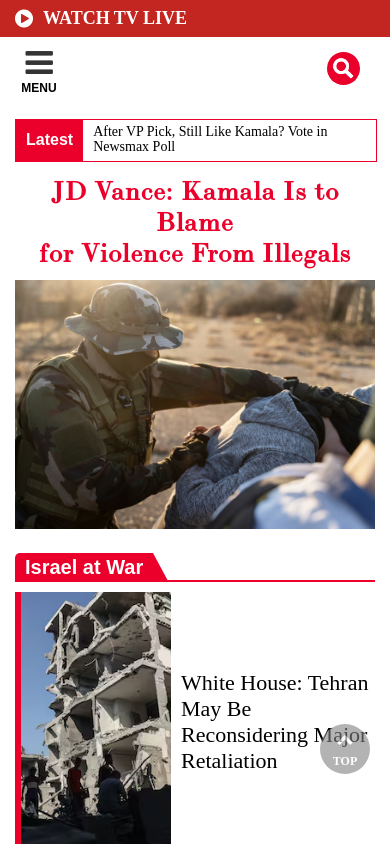 WATCH TV LIVE
MENU
Latest
After VP Pick, Still Like Kamala? Vote in
Newsmax Poll
JD Vance: Kamala Is to
Blame
for Violence From Illegals
Israel at War
White House: Tehran
May Be
Reconsidering Major
Retaliation
TOP